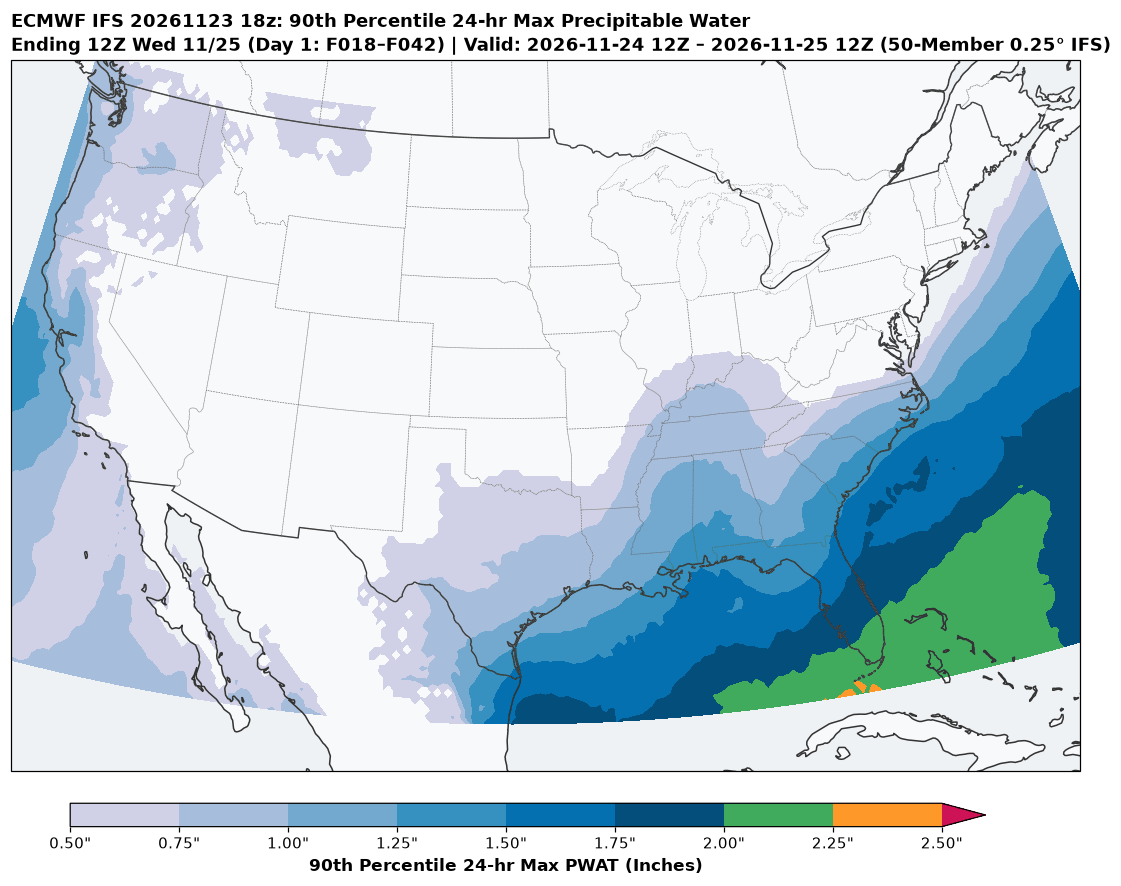 ECMWF IFS 20261123 18z: 90th Percentile 24-hr Max Precipitable Water
Ending 12Z Wed 11/25 (Day 1: F018–F042) | Valid: 2026-11-24 12Z – 2026-11-25 12Z (50-Member 0.25° IFS)
0.50" 0.75" 1.00" 1.25" 1.50" 1.75" 2.00" 2.25" 2.50"
90th Percentile 24-hr Max PWAT (Inches)